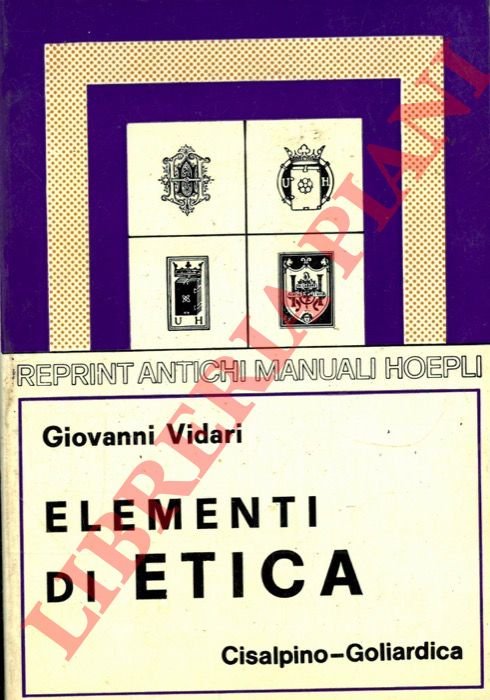 U H
U H
REPRINT ANTICHI MANUALI HOEPLI
Giovanni Vidari
ELEMENTI
DI ETICA
Cisalpino–Goliardica
LIBRERIA PIANI